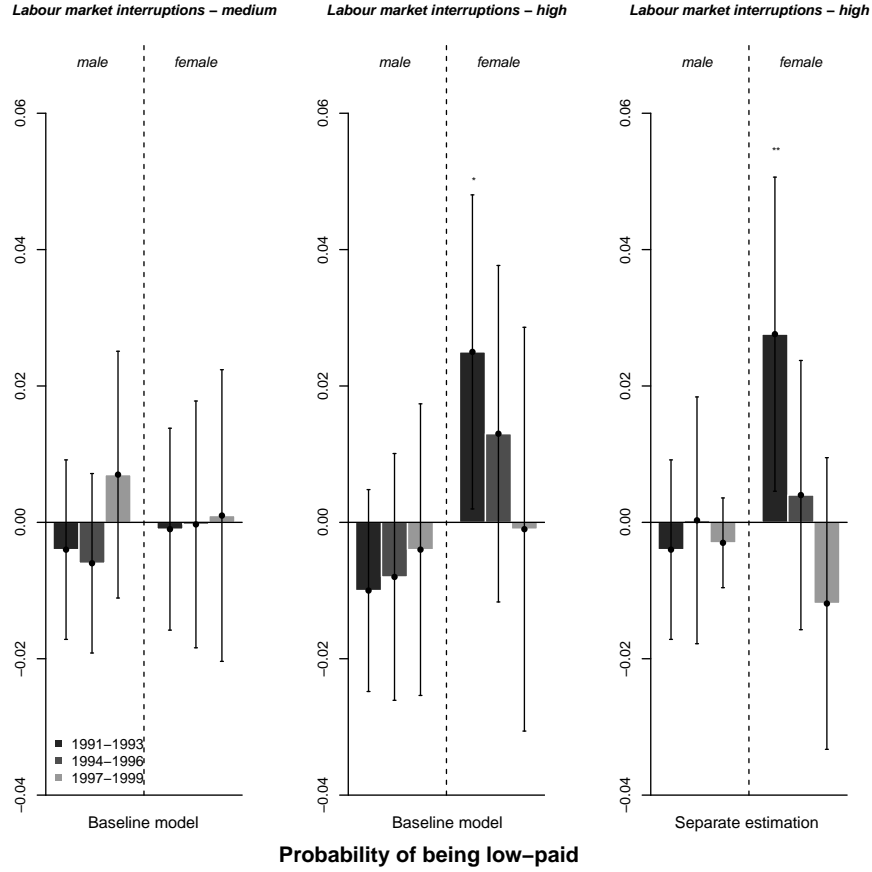 Labour market interruptions – medium
Labour market interruptions – high
Labour market interruptions – high
male
female
male
female
male
female
0.06
0.04
0.02
0.00
−0.02
−0.04
0.06
0.04
0.02
0.00
−0.02
−0.04
0.06
0.04
0.02
0.00
−0.02
−0.04
*
**
1991−1993
1994−1996
1997−1999
Baseline model
Baseline model
Separate estimation
Probability of being low−paid